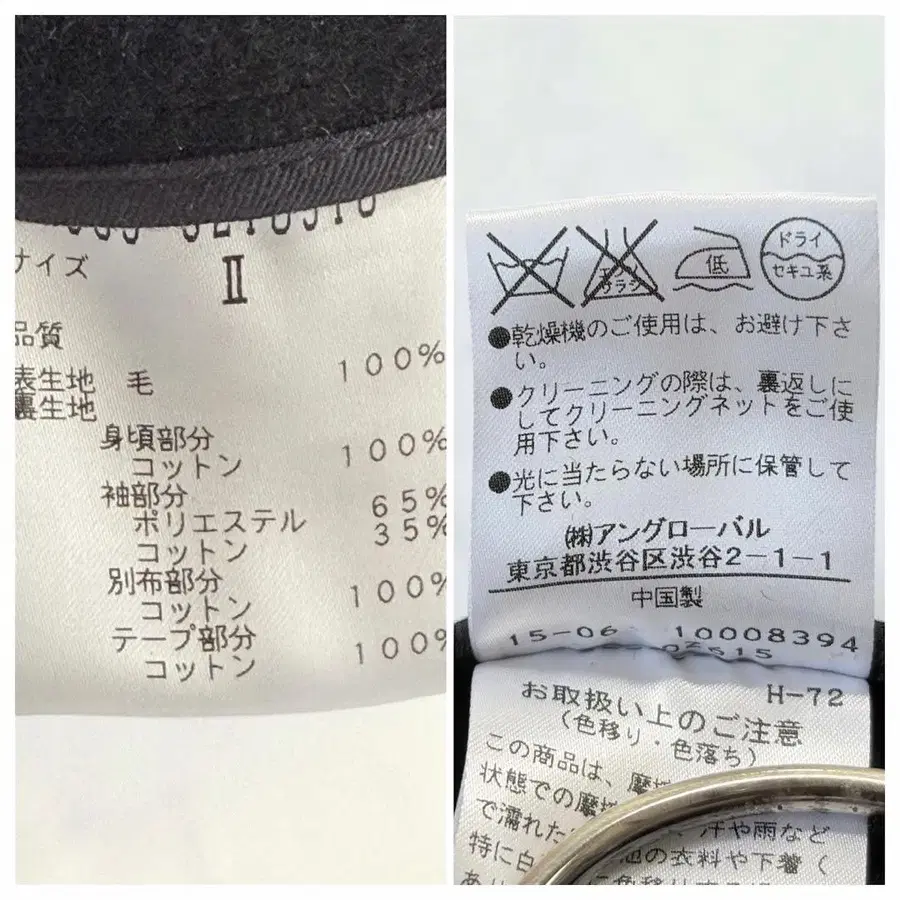 サイズ
II
品質
表生地 毛 100%
裏生地
身頃部分
コットン 100%
袖部分
ポリエステル 65%
コットン 35%
別布部分
コットン 100%
テープ部分
コットン 100%
エンソ
サラシ
低
ドライ
セキユ系
●乾燥機のご使用は、お避け下さ
い。
●クリーニングの際は、裏返しに
してクリーニングネットをご使
用下さい。
●光に当たらない場所に保管して
下さい。
㈱アングローバル
東京都渋谷区渋谷2-1-1
中国製
15-06 10008394
H-72
お取扱い上のご注意
(色移り・色落ち)
この商品は、摩
状態での摩
で濡れた 汗や雨など
特に白 の衣料や下着(